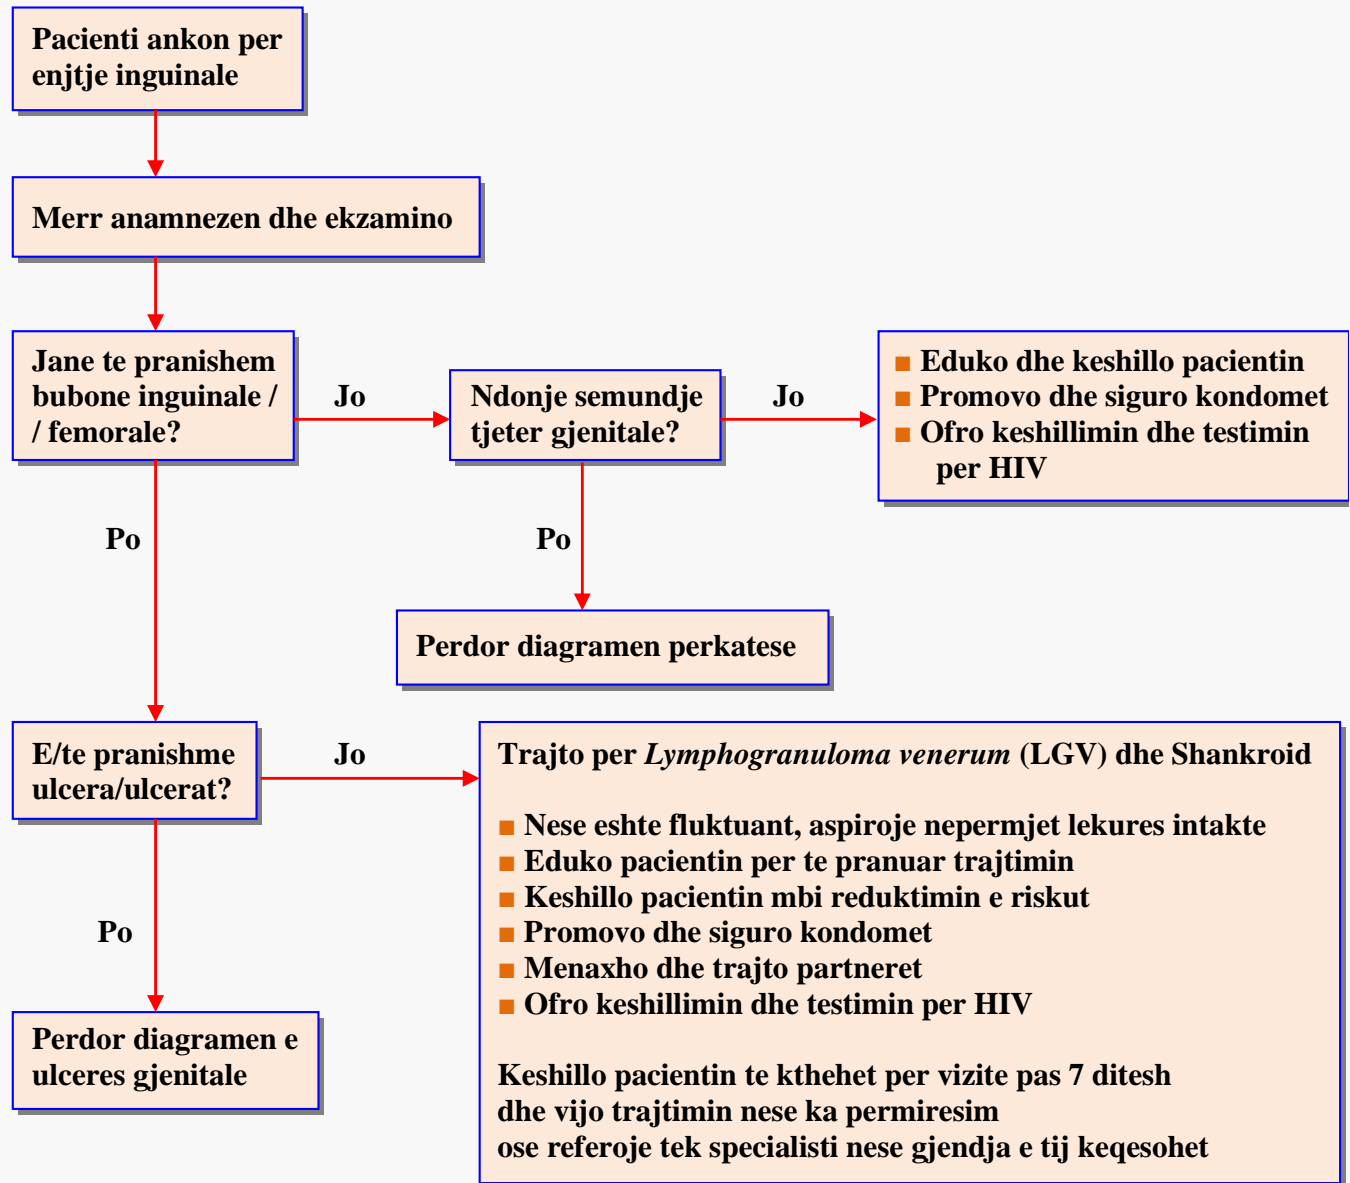 Pacienti ankon per
enjtje inguinale
Merr anamnezen dhe ekzamino
Jane te pranishem
bubone inguinale /
/ femorale?
Jo
Ndonje semundje
tjeter gjenitale?
Jo
■ Eduko dhe keshillo pacientin
■ Promovo dhe siguro kondomet
■ Ofro keshillimin dhe testimin
per HIV
Po
Po
Perdor diagramen perkatese
E/te pranishme
ulcera/ulcerat?
Jo
Trajto per Lymphogranuloma venerum (LGV) dhe Shankroid
■ Nese eshte fluktuant, aspiroje nepermjet lekures intakte
■ Eduko pacientin per te pranuar trajtimin
■ Keshillo pacientin mbi reduktimin e riskut
■ Promovo dhe siguro kondomet
■ Menaxho dhe trajto partneret
■ Ofro keshillimin dhe testimin per HIV
Keshillo pacientin te kthehet per vizite pas 7 ditesh
dhe vijo trajtimin nese ka permiresim
ose referoje tek specialisti nese gjendja e tij keqesohet
Po
Perdor diagramen e
ulceres gjenitale